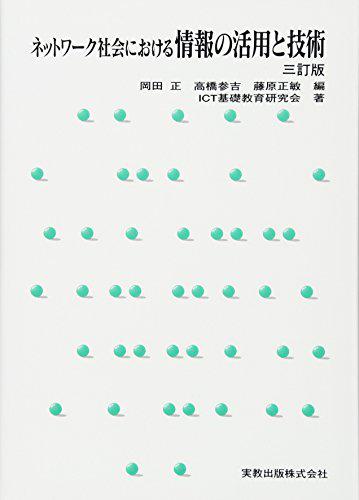 ネットワーク社会における情報の活用と技術
三訂版
岡田 正 高橋参吉 藤原正敏 編
ICT基礎教育研究会 著
実教出版株式会社